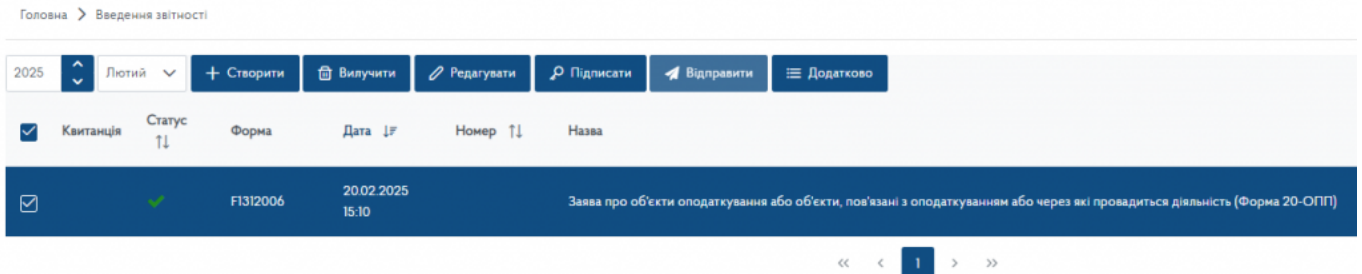 Головна > Введення звітності
2025 Лютий + Створити Вилучити Редагувати Підписати Відправити Додатково
Квитанція Статус Форма Дата Номер Назва
F1312006 20.02.2025 15:10 Заява про об'єкти оподаткування або об'єкти, пов'язані з оподаткуванням або через які провадиться діяльність (Форма 20-ОПП)
<< < 1 > >>